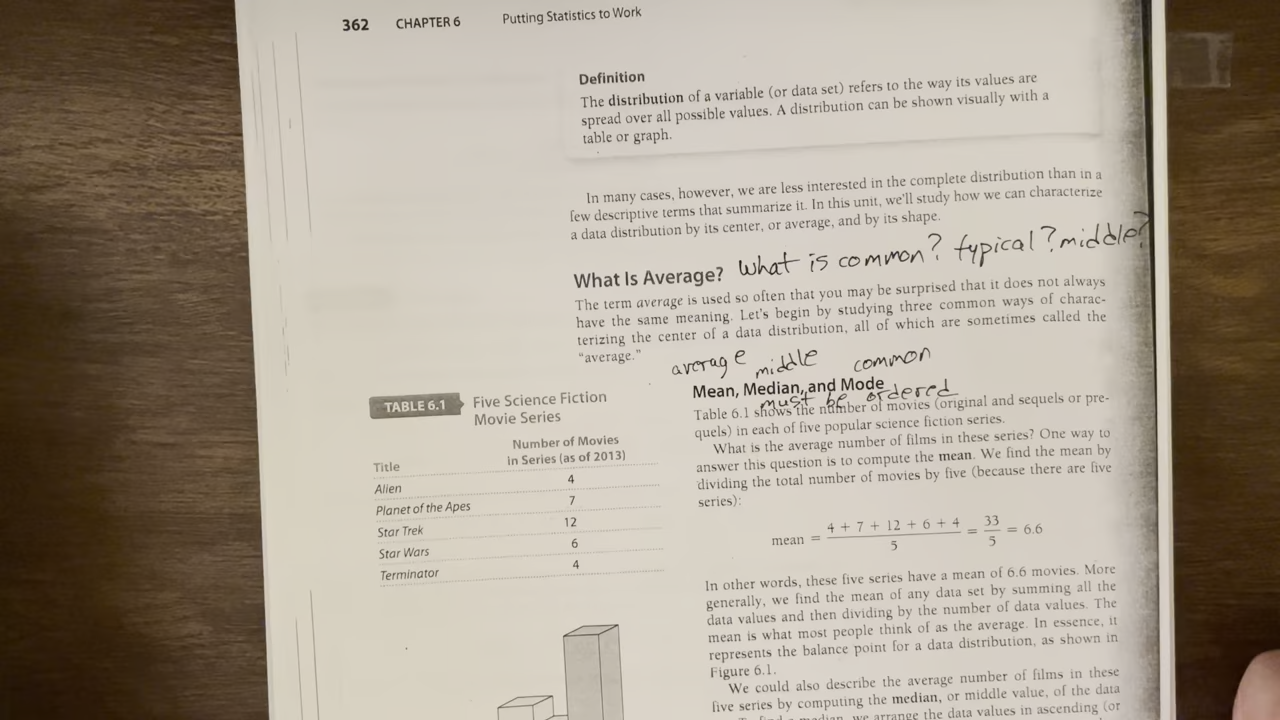 362 CHAPTER 6 Putting Statistics to Work
Definition
The distribution of a variable (or data set) refers to the way its values are
spread over all possible values. A distribution can be shown visually with a
table or graph.
In many cases, however, we are less interested in the complete distribution than in a
few descriptive terms that summarize it. In this unit, we'll study how we can characterize
a data distribution by its center, or average, and by its shape.
What Is Average? What is common? typical? middle?
The term average is used so often that you may be surprised that it does not always
have the same meaning. Let's begin by studying three common ways of charac-
terizing the center of a data distribution, all of which are sometimes called the
“average.”
average middle common
Mean, Median, and Mode
must be ordered
Table 6.1 shows the number of movies (original and sequels or pre-
quels) in each of five popular science fiction series.
What is the average number of films in these series? One way to
answer this question is to compute the mean. We find the mean by
dividing the total number of movies by five (because there are five
series):
mean = 4 + 7 + 12 + 6 + 4 / 5 = 33 / 5 = 6.6
In other words, these five series have a mean of 6.6 movies. More
generally, we find the mean of any data set by summing all the
data values and then dividing by the number of data values. The
mean is what most people think of as the average. In essence, it
represents the balance point for a data distribution, as shown in
Figure 6.1.
We could also describe the average number of films in these
five series by computing the median, or middle value, of the data
median, we arrange the data values in ascending (or
TABLE 6.1 Five Science Fiction
Movie Series
Number of Movies
Title in Series (as of 2013)
Alien 4
Planet of the Apes 7
Star Trek 12
Star Wars 6
Terminator 4